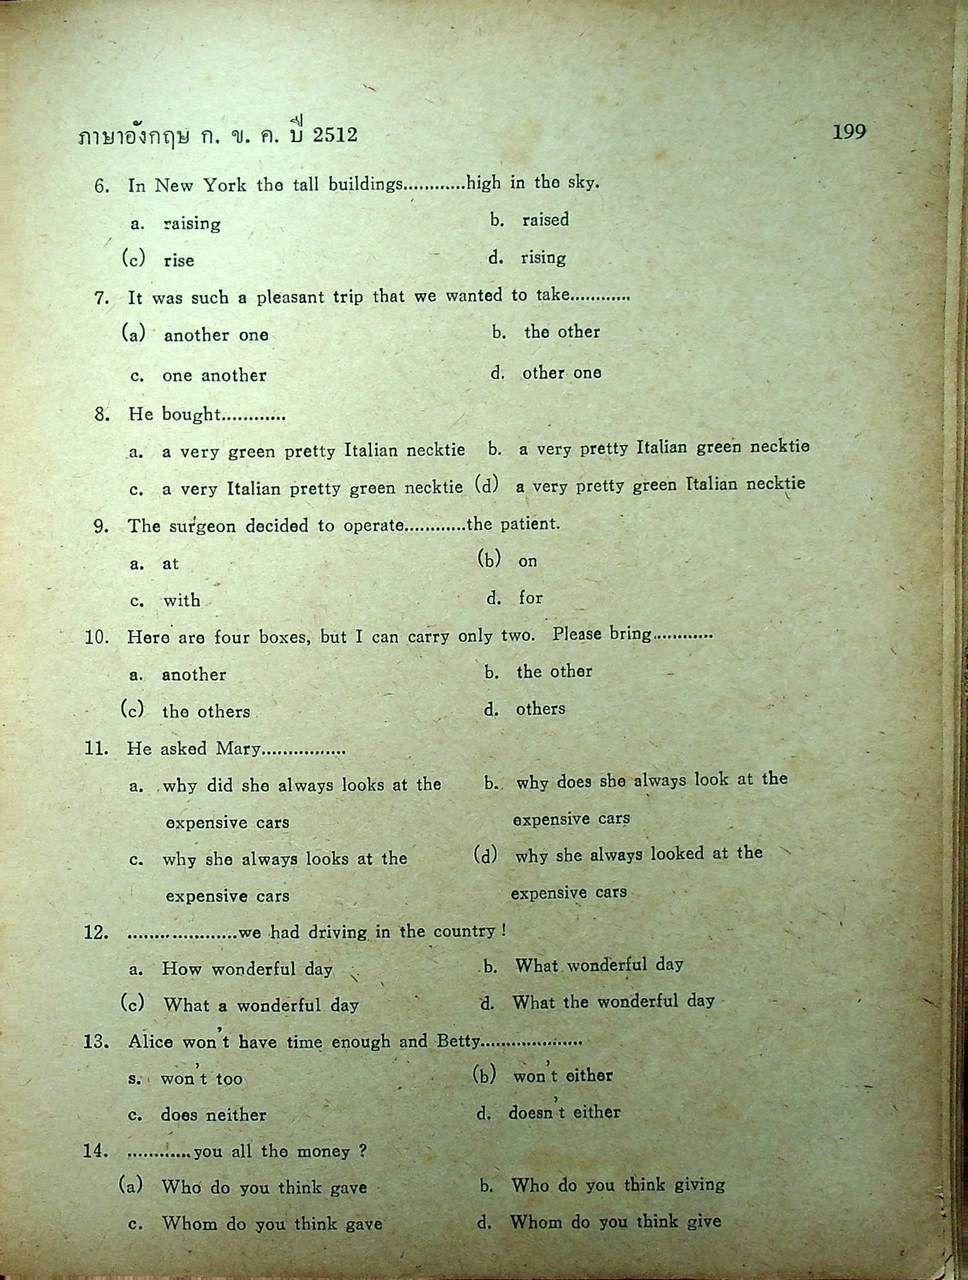 ภาษาอังกฤษ ก. ข. ค. ปี 2512 199
6. In New York the tall buildings............high in the sky.
a. raising b. raised
(c) rise d. rising
7. It was such a pleasant trip that we wanted to take............
(a) another one b. the other
c. one another d. other one
8. He bought............
a. a very green pretty Italian necktie b. a very pretty Italian green necktie
c. a very Italian pretty green necktie (d) a very pretty green Italian necktie
9. The surgeon decided to operate............the patient.
a. at (b) on
c. with d. for
10. Here are four boxes, but I can carry only two. Please bring............
a. another b. the other
(c) the others d. others
11. He asked Mary................
a. why did she always looks at the b. why does she always look at the
expensive cars expensive cars
c. why she always looks at the (d) why she always looked at the
expensive cars expensive cars
12. ....................we had driving in the country !
a. How wonderful day b. What wonderful day
(c) What a wonderful day d. What the wonderful day
13. Alice won't have time enough and Betty....................
s. won't too (b) won't either
c. does neither d. doesn't either
14. ............you all the money ?
(a) Who do you think gave b. Who do you think giving
c. Whom do you think gave d. Whom do you think give